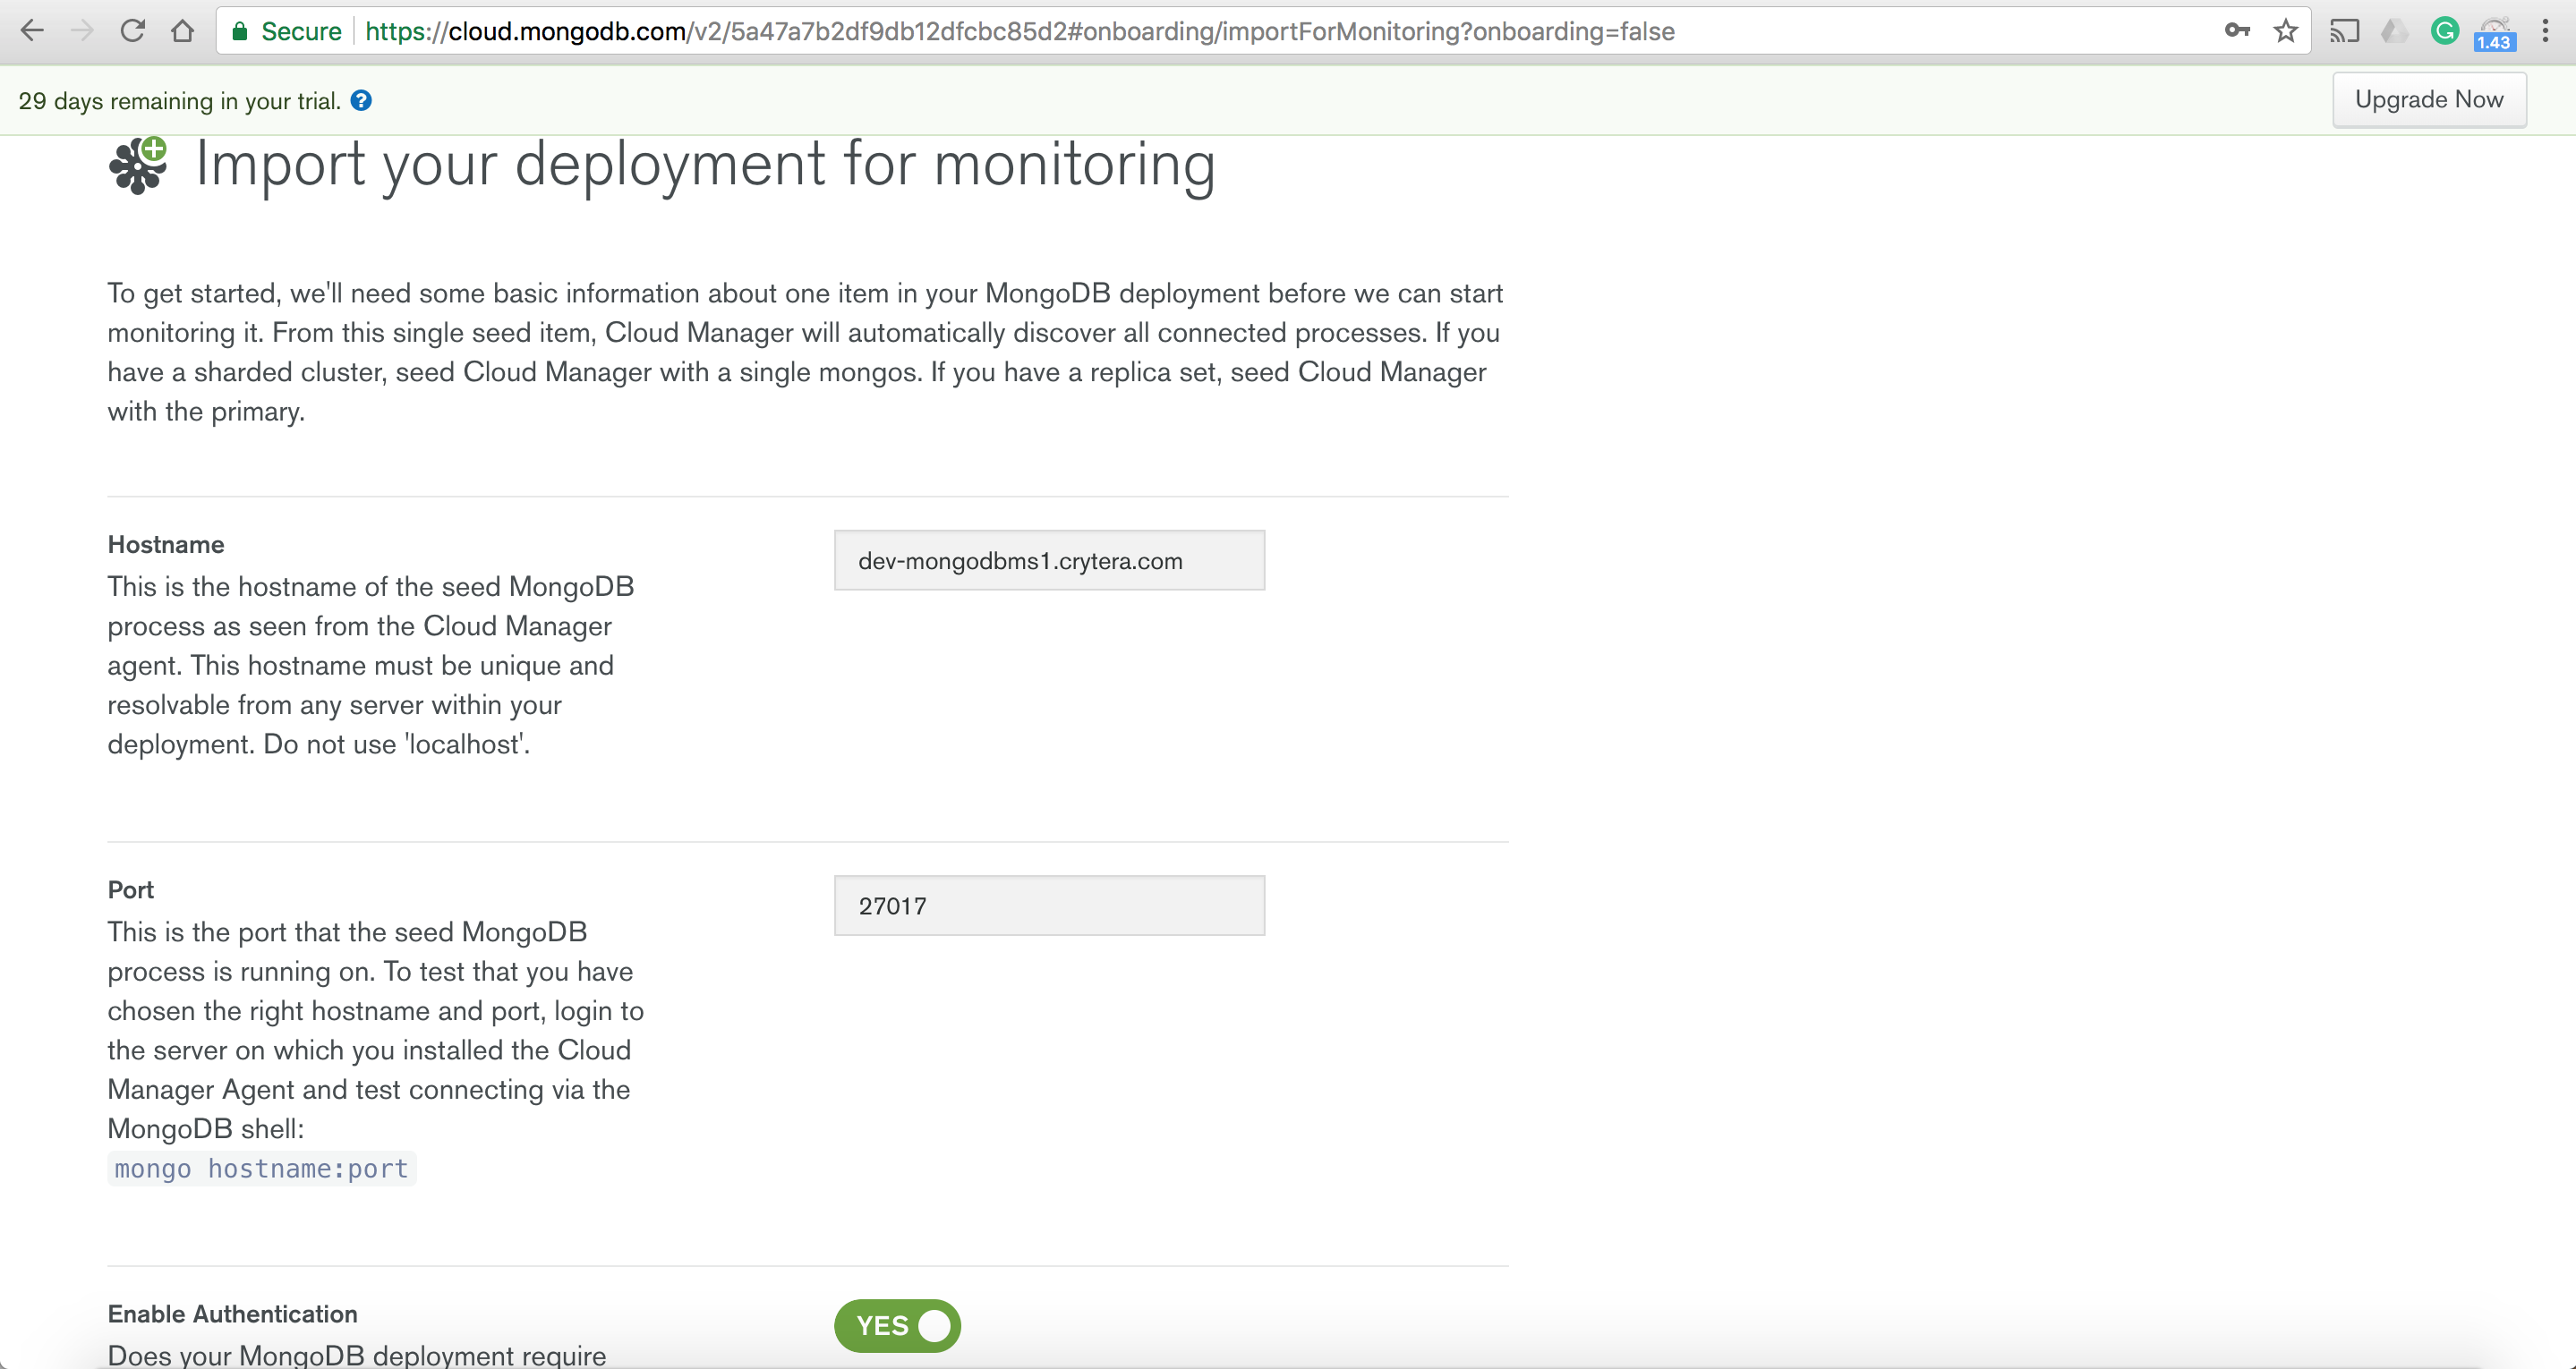 Secure https://cloud.mongodb.com/v2/5a47a7b2df9db12dfcbc85d2#onboarding/importForMonitoring?onboarding=false
1.43
29 days remaining in your trial. ?
Upgrade Now
Import your deployment for monitoring
To get started, we'll need some basic information about one item in your MongoDB deployment before we can start
monitoring it. From this single seed item, Cloud Manager will automatically discover all connected processes. If you
have a sharded cluster, seed Cloud Manager with a single mongos. If you have a replica set, seed Cloud Manager
with the primary.
Hostname
This is the hostname of the seed MongoDB
process as seen from the Cloud Manager
agent. This hostname must be unique and
resolvable from any server within your
deployment. Do not use 'localhost'.
dev-mongodbms1.crytera.com
Port
This is the port that the seed MongoDB
process is running on. To test that you have
chosen the right hostname and port, login to
the server on which you installed the Cloud
Manager Agent and test connecting via the
MongoDB shell:
mongo hostname:port
27017
Enable Authentication
Does your MongoDB deployment require
YES